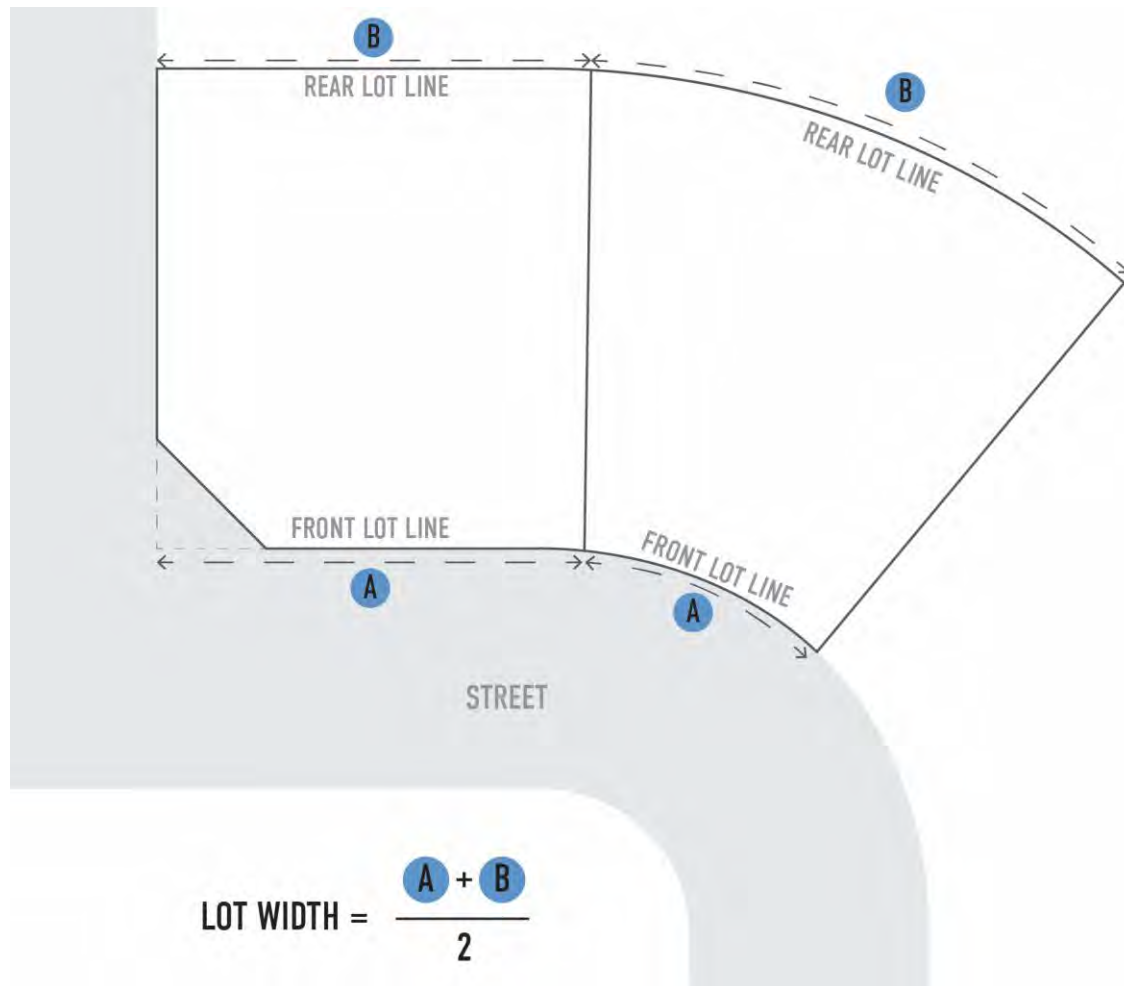 B
REAR LOT LINE
B
REAR LOT LINE
FRONT LOT LINE
A
FRONT LOT LINE
A
STREET
LOT WIDTH = A + B
2